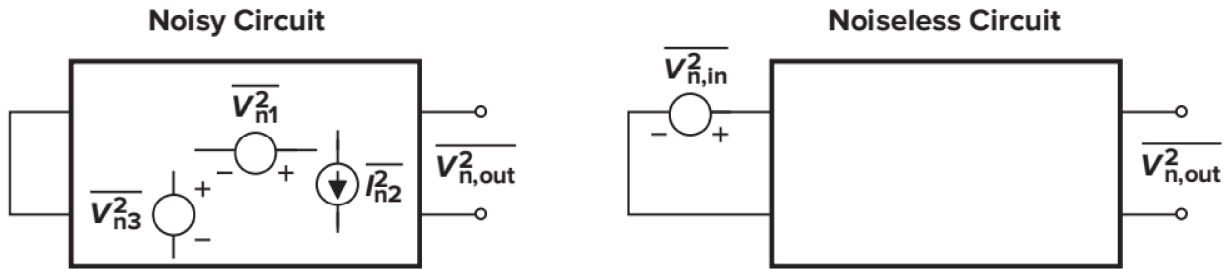 Noisy Circuit
V²n1
V²n3
I²n2
V²n,out
− +
+
−
Noiseless Circuit
V²n,in
− +
V²n,out